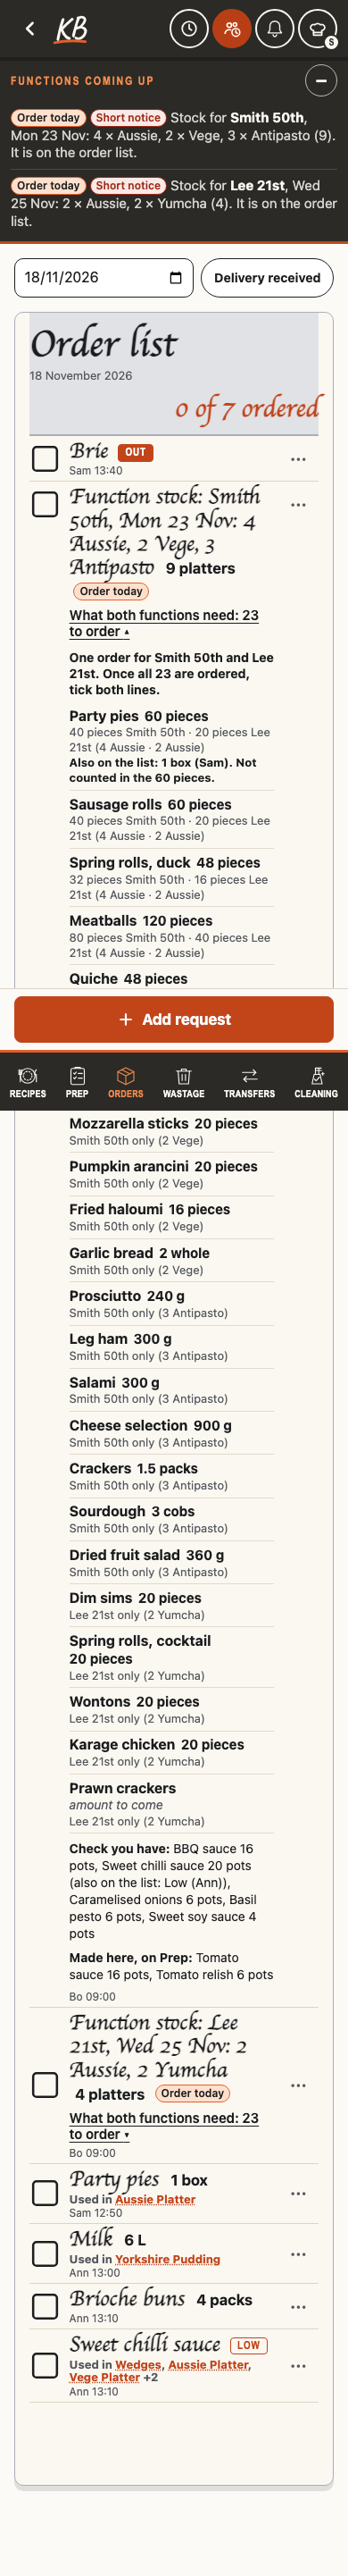 KB
$
FUNCTIONS COMING UP
Order today Short notice Stock for Smith 50th,
Mon 23 Nov: 4 × Aussie, 2 × Vege, 3 × Antipasto (9).
It is on the order list.
Order today Short notice Stock for Lee 21st, Wed
25 Nov: 2 × Aussie, 2 × Yumcha (4). It is on the order
list.
18/11/2026
Delivery received
Order list
18 November 2026
0 of 7 ordered
Brie OUT
Sam 13:40
Function stock: Smith
50th, Mon 23 Nov: 4
Aussie, 2 Vege, 3
Antipasto 9 platters
Order today
What both functions need: 23
to order ▴
One order for Smith 50th and Lee
21st. Once all 23 are ordered,
tick both lines.
Party pies 60 pieces
40 pieces Smith 50th · 20 pieces Lee
21st (4 Aussie · 2 Aussie)
Also on the list: 1 box (Sam). Not
counted in the 60 pieces.
Sausage rolls 60 pieces
40 pieces Smith 50th · 20 pieces Lee
21st (4 Aussie · 2 Aussie)
Spring rolls, duck 48 pieces
32 pieces Smith 50th · 16 pieces Lee
21st (4 Aussie · 2 Aussie)
Meatballs 120 pieces
80 pieces Smith 50th · 40 pieces Lee
21st (4 Aussie · 2 Aussie)
Quiche 48 pieces
+ Add request
RECIPES
PREP
ORDERS
WASTAGE
TRANSFERS
CLEANING
Mozzarella sticks 20 pieces
Smith 50th only (2 Vege)
Pumpkin arancini 20 pieces
Smith 50th only (2 Vege)
Fried haloumi 16 pieces
Smith 50th only (2 Vege)
Garlic bread 2 whole
Smith 50th only (2 Vege)
Prosciutto 240 g
Smith 50th only (3 Antipasto)
Leg ham 300 g
Smith 50th only (3 Antipasto)
Salami 300 g
Smith 50th only (3 Antipasto)
Cheese selection 900 g
Smith 50th only (3 Antipasto)
Crackers 1.5 packs
Smith 50th only (3 Antipasto)
Sourdough 3 cobs
Smith 50th only (3 Antipasto)
Dried fruit salad 360 g
Smith 50th only (3 Antipasto)
Dim sims 20 pieces
Lee 21st only (2 Yumcha)
Spring rolls, cocktail
20 pieces
Lee 21st only (2 Yumcha)
Wontons 20 pieces
Lee 21st only (2 Yumcha)
Karage chicken 20 pieces
Lee 21st only (2 Yumcha)
Prawn crackers
amount to come
Lee 21st only (2 Yumcha)
Check you have: BBQ sauce 16
pots, Sweet chilli sauce 20 pots
(also on the list: Low (Ann)),
Caramelised onions 6 pots, Basil
pesto 6 pots, Sweet soy sauce 4
pots
Made here, on Prep: Tomato
sauce 16 pots, Tomato relish 6 pots
Bo 09:00
Function stock: Lee
21st, Wed 25 Nov: 2
Aussie, 2 Yumcha
4 platters Order today
What both functions need: 23
to order ▾
Bo 09:00
Party pies 1 box
Used in Aussie Platter
Sam 12:50
Milk 6 L
Used in Yorkshire Pudding
Ann 13:00
Brioche buns 4 packs
Ann 13:10
Sweet chilli sauce LOW
Used in Wedges, Aussie Platter,
Vege Platter +2
Ann 13:10